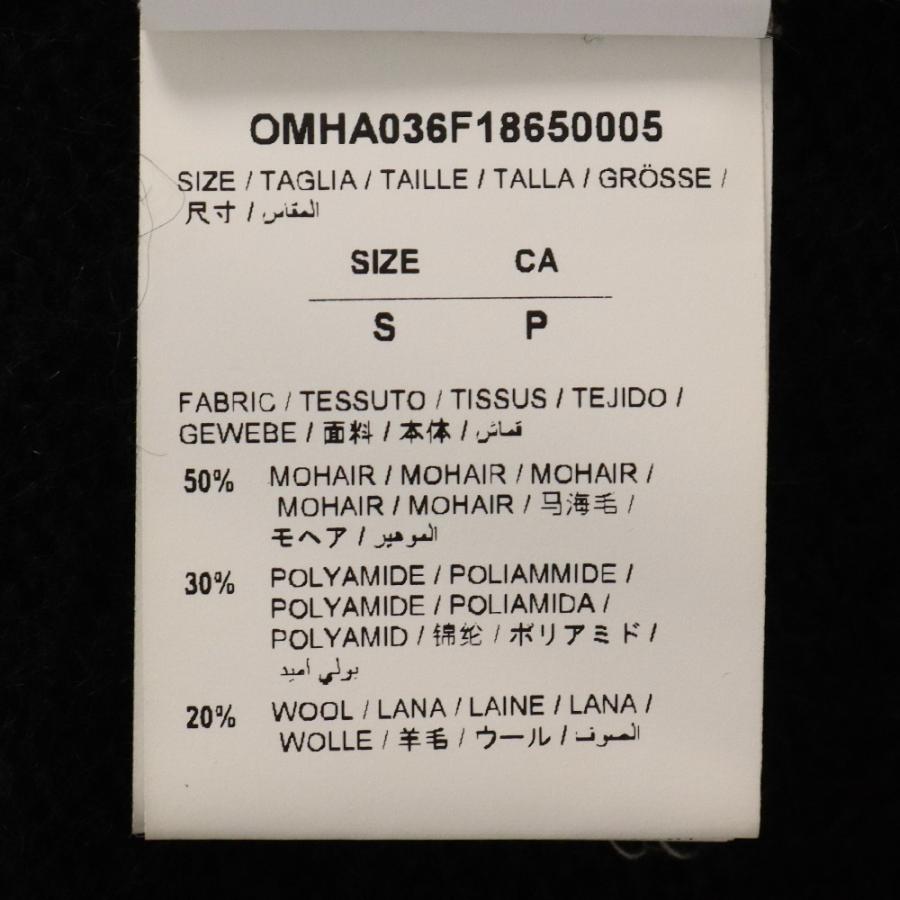 OMHA036F18650005
SIZE / TAGLIA / TAILLE / TALLA / GRÖSSE /
尺寸 / المقاس
SIZE CA
S P
FABRIC / TESSUTO / TISSUS / TEJIDO /
GEWEBE / 面料 / 本体 / قماش
50% MOHAIR / MOHAIR / MOHAIR /
MOHAIR / MOHAIR / 马海毛 /
モヘア / الموهير
30% POLYAMIDE / POLIAMMIDE /
POLYAMIDE / POLIAMIDA /
POLYAMID / 锦纶 / ポリアミド /
بولي أميد
20% WOOL / LANA / LAINE / LANA /
WOLLE / 羊毛 / ウール / الصوف